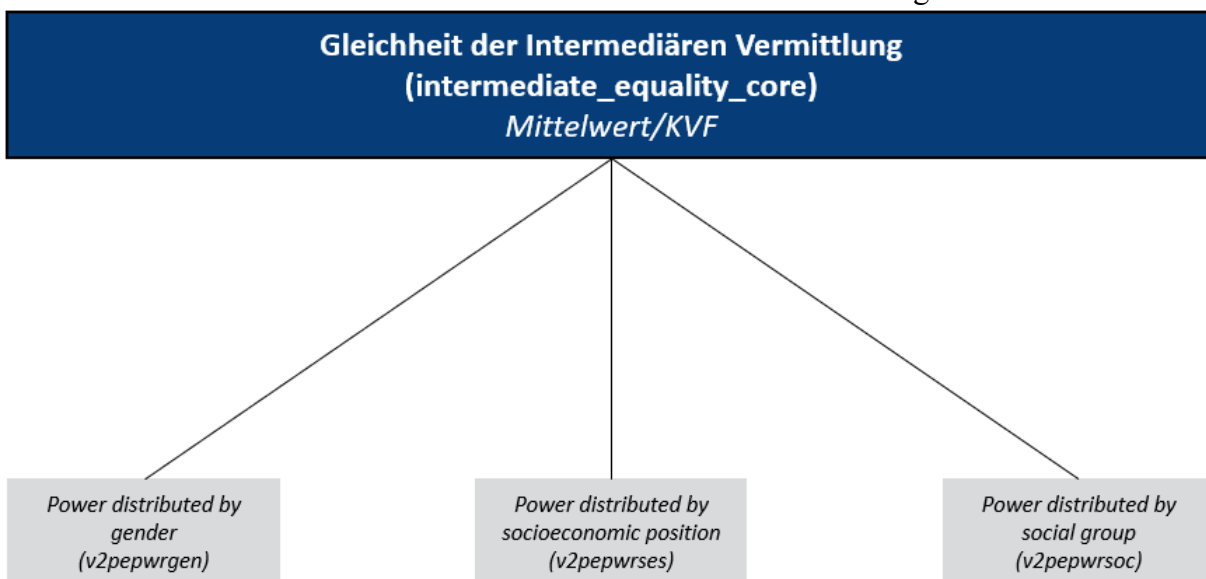 Gleichheit der Intermediären Vermittlung
(intermediate_equality_core)
Mittelwert/KVF
Power distributed by
gender
(v2pepwrgen)
Power distributed by
socioeconomic position
(v2pepwrses)
Power distributed by
social group
(v2pepwrsoc)